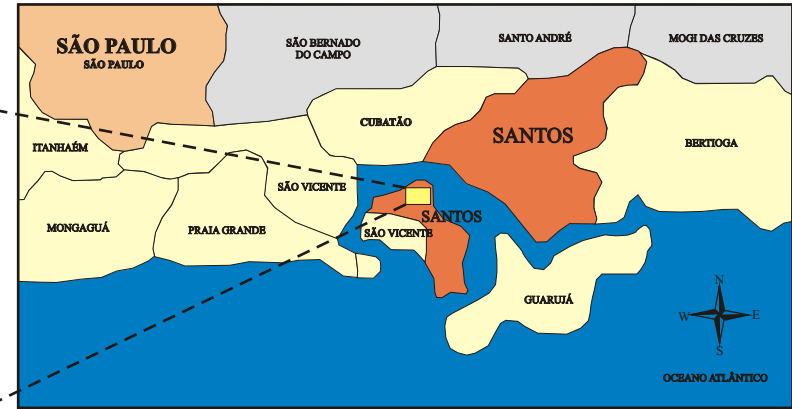 SÃO PAULO
SÃO PAULO
SÃO BERNADO
DO CAMPO
SANTO ANDRÉ
MOGI DAS CRUZES
CUBATÃO
SANTOS
BERTIOGA
ITANHAÉM
SÃO VICENTE
MONGAGUÁ
PRAIA GRANDE
SANTOS
SÃO VICENTE
GUARUJÁ
N
W
E
S
OCEANO ATLÂNTICO